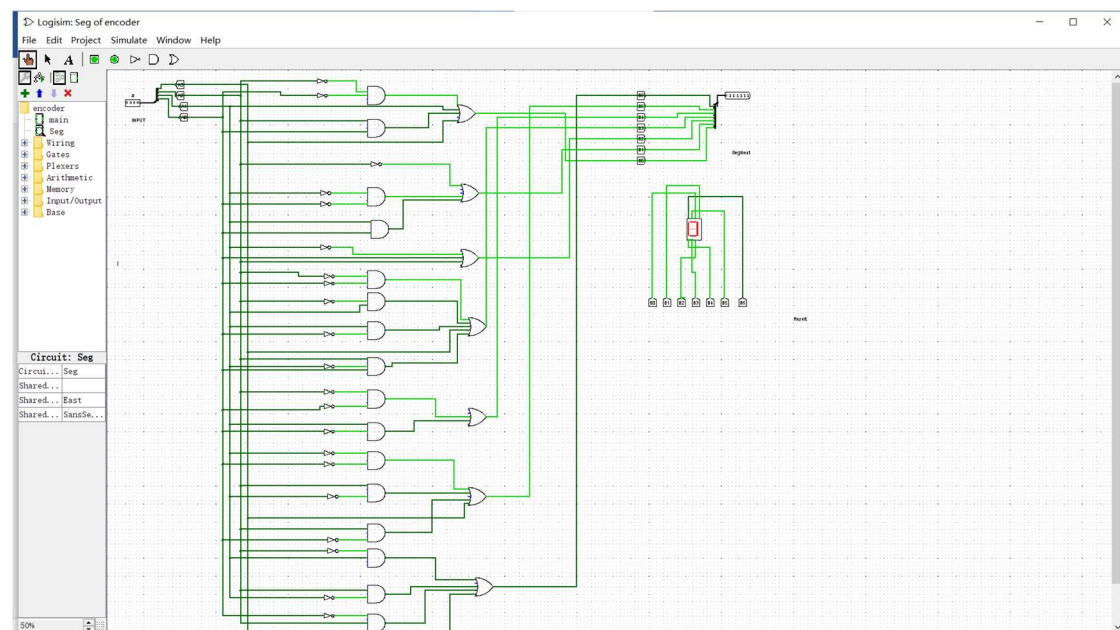 Logisim: Seg of encoder
File Edit Project Simulate Window Help
encoder
main
Seg
Wiring
Gates
Plexers
Arithmetic
Memory
Input/Output
Base
INPUT
Circuit: Seg
Circui... Seg
Shared...
Shared... East
Shared... SansSe...
50%